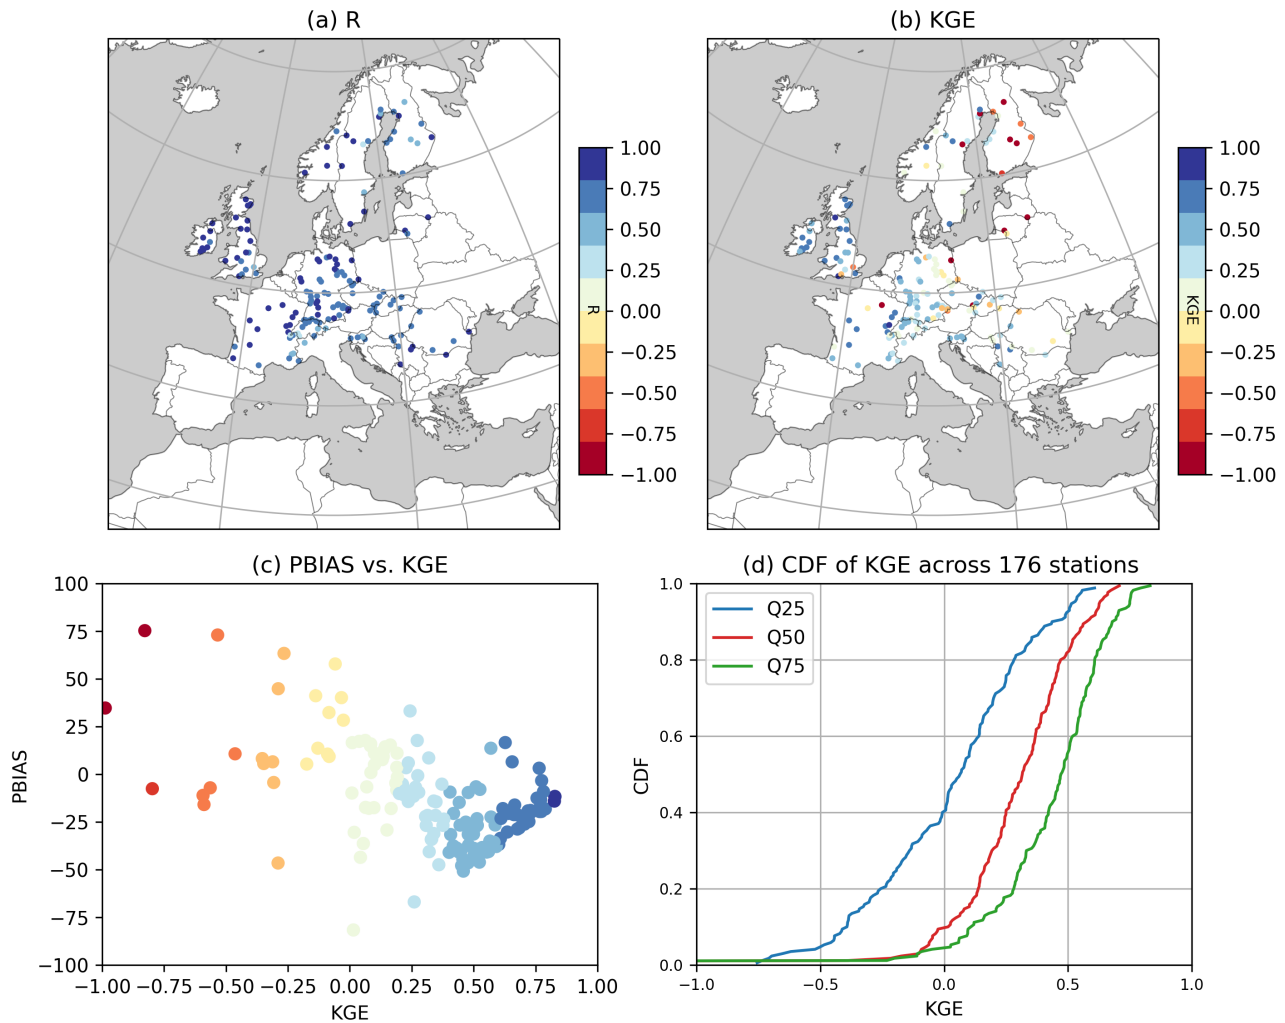 (a) R
(b) KGE
1.00
0.75
0.50
0.25
0.00
−0.25
−0.50
−0.75
−1.00
R
1.00
0.75
0.50
0.25
0.00
−0.25
−0.50
−0.75
−1.00
KGE
(c) PBIAS vs. KGE
100
75
50
25
0
−25
−50
−75
−100
PBIAS
−1.00 −0.75 −0.50 −0.25 0.00 0.25 0.50 0.75 1.00
KGE
(d) CDF of KGE across 176 stations
1.0
0.8
0.6
0.4
0.2
0.0
CDF
Q25
Q50
Q75
−1.0 −0.5 0.0 0.5 1.0
KGE